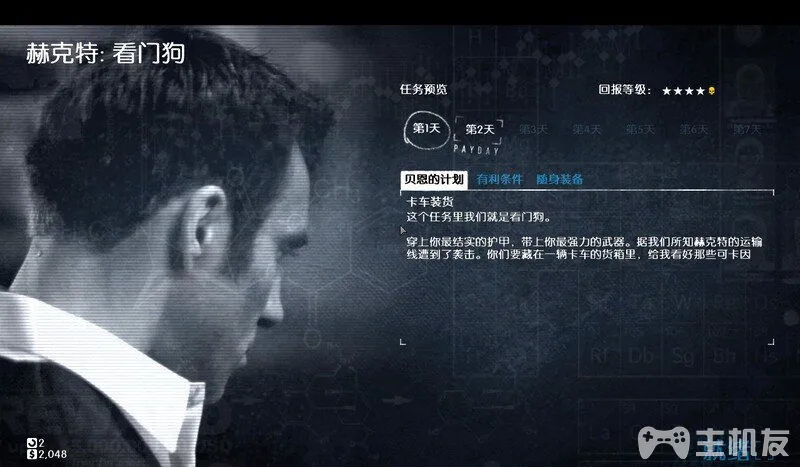 赫克特: 看门狗
任务预览
回报等级:
第1天 第2天 第3天 第4天 第5天 第6天 第7天
PAYDAY
贝恩的计划 有利条件 随身装备
卡车装货
这个任务里我们就是看门狗。
穿上你最结实的护甲，带上你最强力的武器。据我们所知赫克特的运输
线遭到了袭击。你们要藏在一辆卡车的货箱里，给我看好那些可卡因
Ta W
Rf Db Sg Bh Hs
2
$ 2,048
主机友